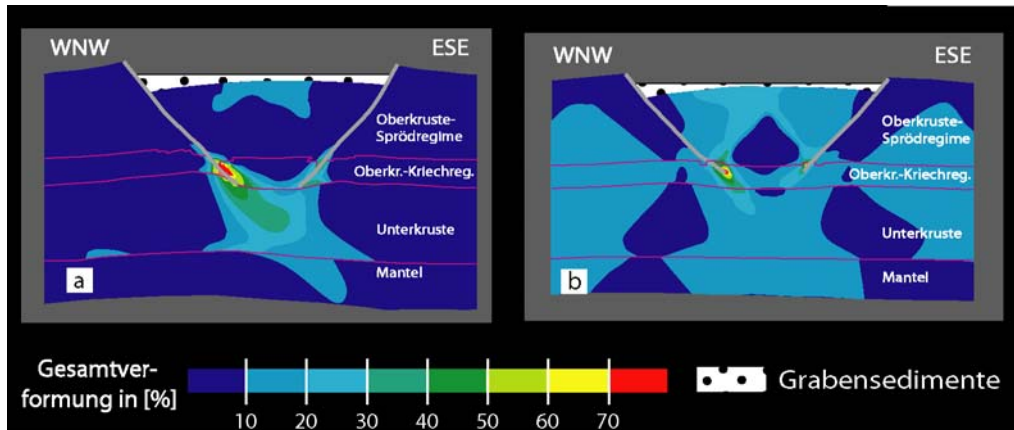 WNW
ESE
Oberkruste-
Sprödregime
Oberkr.-Kriechreg.
Unterkruste
Mantel
a
WNW
ESE
Oberkruste-
Sprödregime
Oberkr.-Kriechreg.
Unterkruste
Mantel
b
Gesamtver-
formung in [%]
10 20 30 40 50 60 70
Grabensedimente